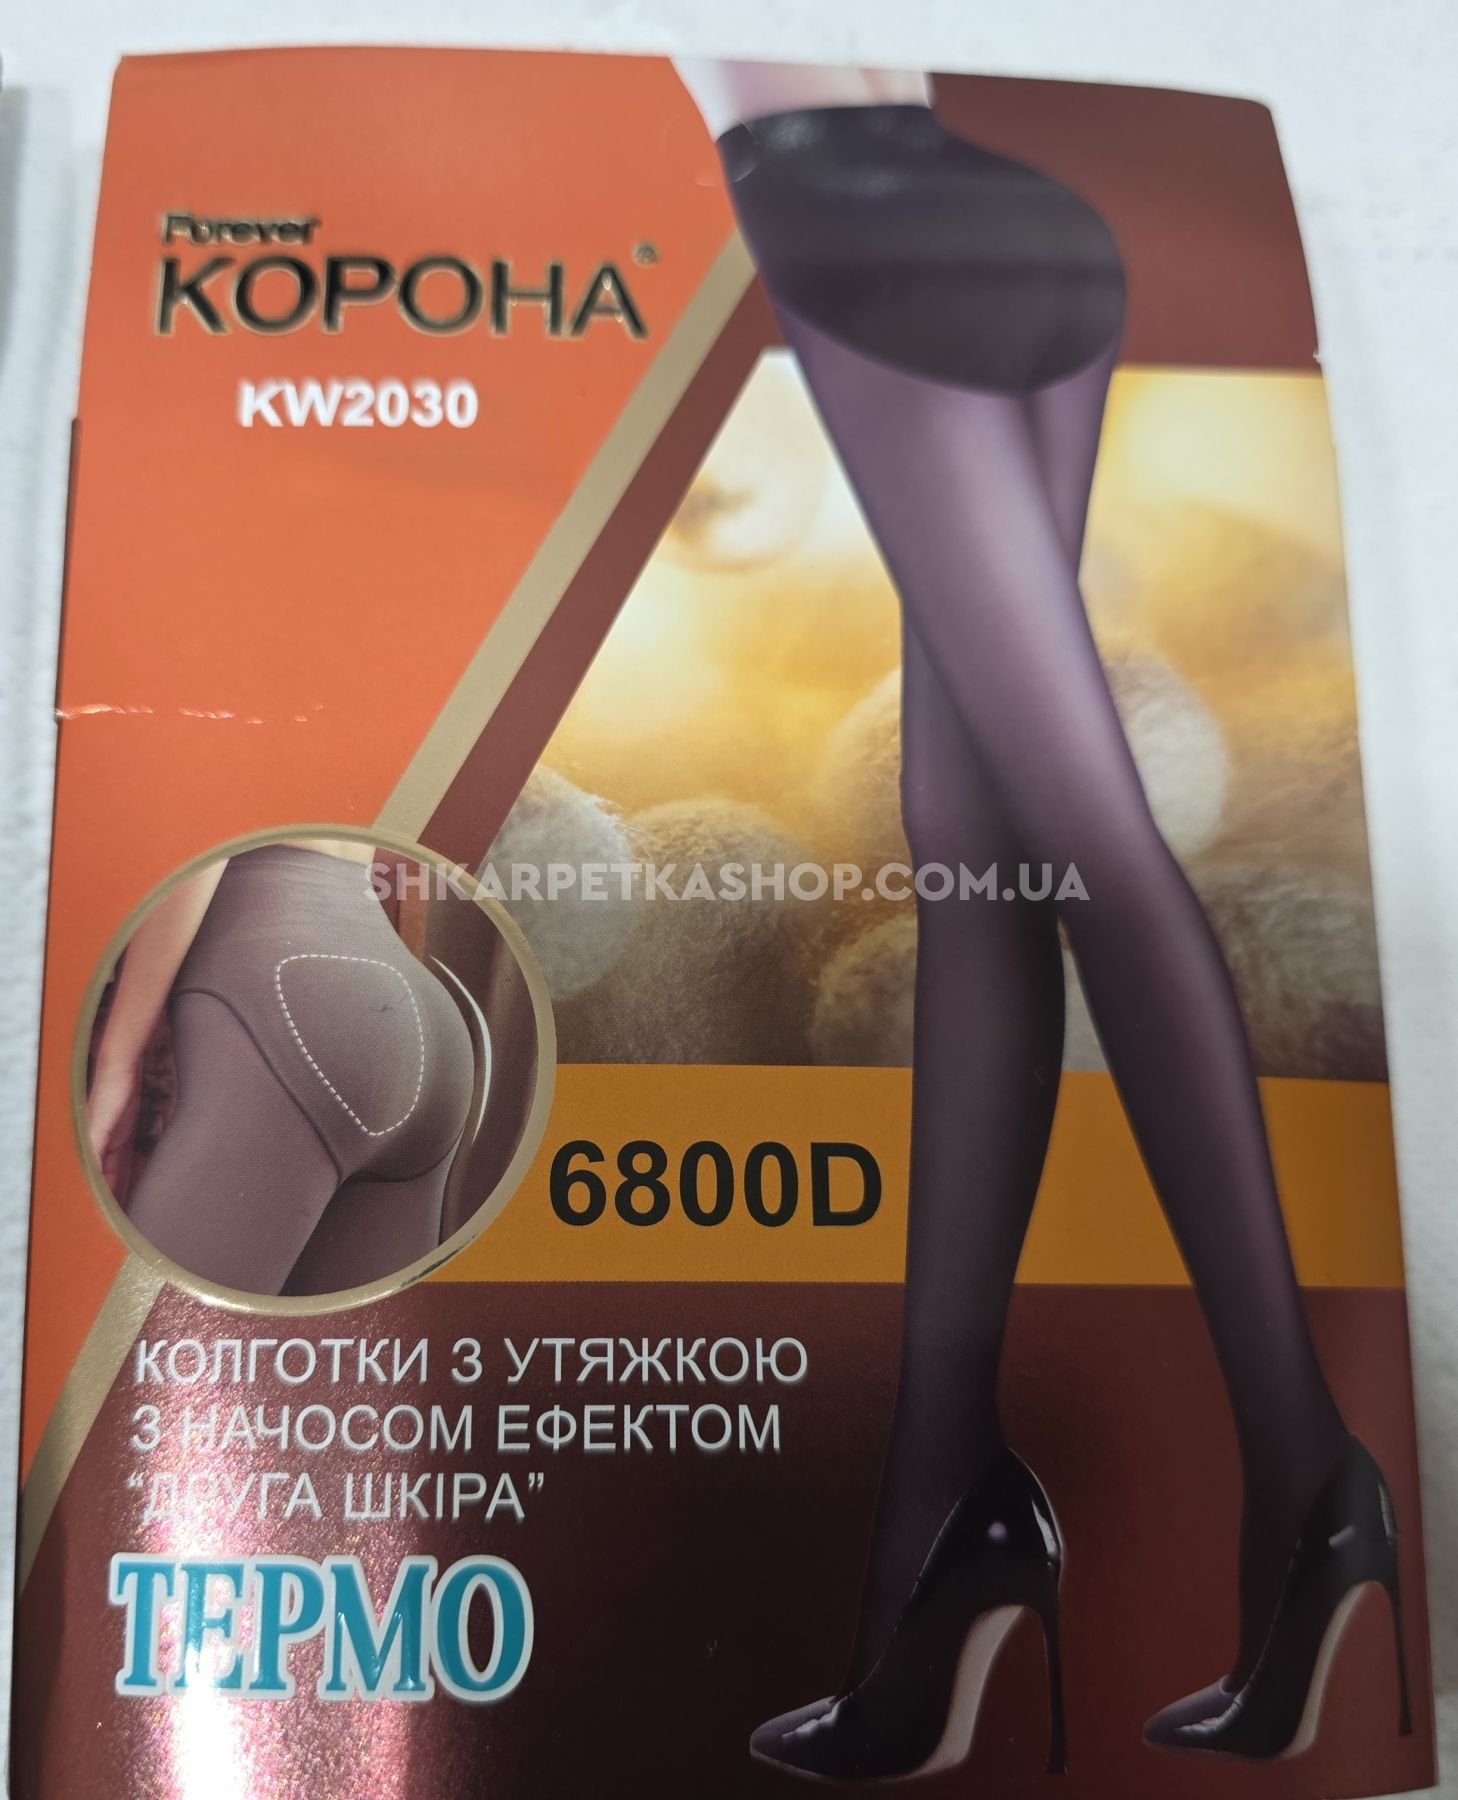 Forever
КОРОНА®
KW2030
SHKARPETKASHOP.COM.UA
6800D
КОЛГОТКИ З УТЯЖКОЮ
З НАЧОСОМ ЕФЕКТОМ
“ДРУГА ШКІРА”
ТЕРМО